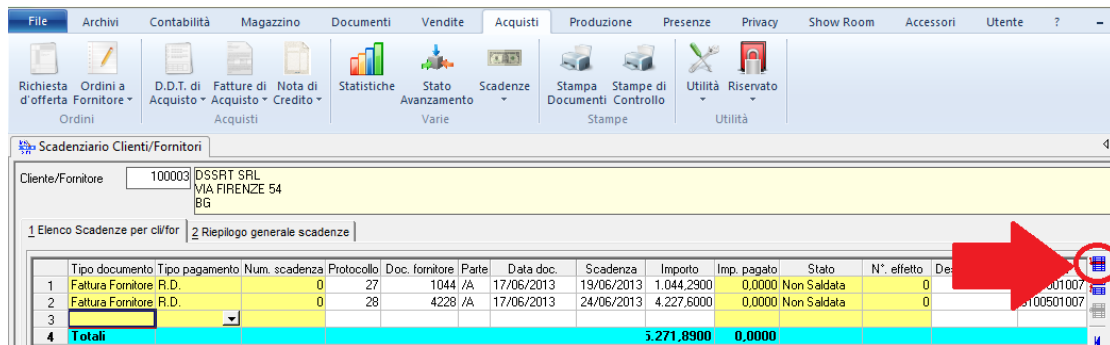 File Archivi Contabilità Magazzino Documenti Vendite Acquisti Produzione Presenze Privacy Show Room Accessori Utente ?
Richiesta d'offerta Ordini a Fornitore D.D.T. di Acquisto Fatture di Acquisto Nota di Credito Statistiche Stato Avanzamento Scadenze Stampa Documenti Stampe di Controllo Utilità Riservato
Ordini Acquisti Varie Stampe Utilità
Scadenziario Clienti/Fornitori
Cliente/Fornitore 100003 DSSRT SRL
VIA FIRENZE 54
BG
1 Elenco Scadenze per cli/for 2 Riepilogo generale scadenze
Tipo documento Tipo pagamento Num. scadenza Protocollo Doc. fornitore Parte Data doc. Scadenza Importo Imp. pagato Stato N°. effetto
1 Fattura Fornitore R.D. 0 27 1044 /A 17/06/2013 19/06/2013 1.044,2900 0,0000 Non Saldata 0
2 Fattura Fornitore R.D. 0 28 4228 /A 17/06/2013 24/06/2013 4.227,6000 0,0000 Non Saldata 0
3
4 Totali 5.271,8900 0,0000